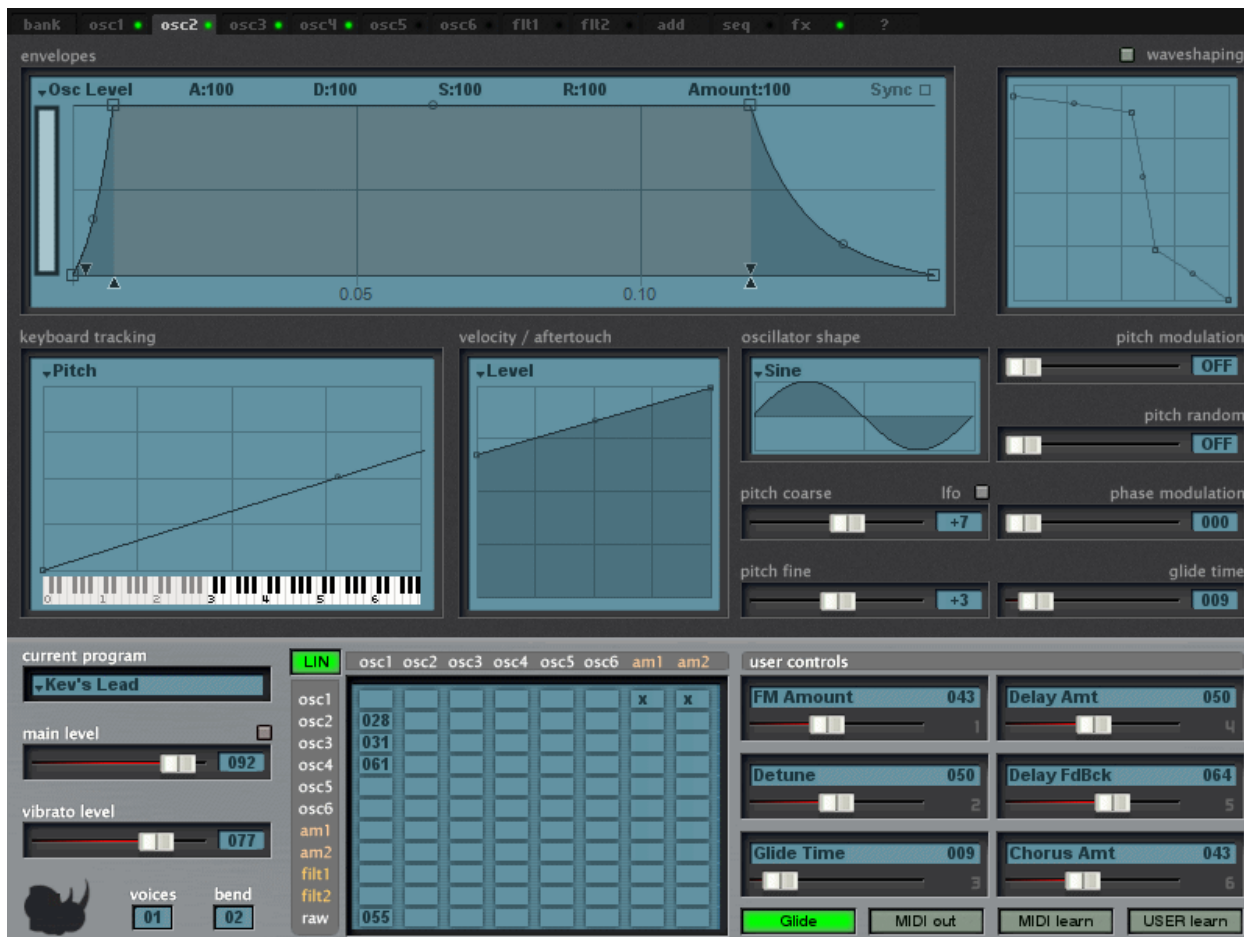 bank osc1 osc2 osc3 osc4 osc5 osc6 flt1 flt2 add seq fx ?
envelopes
waveshaping
Osc Level A:100 D:100 S:100 R:100 Amount:100 Sync
0.05 0.10
keyboard tracking
velocity / aftertouch
oscillator shape
pitch modulation
Pitch
Level
Sine
OFF
pitch random
OFF
pitch coarse lfo
phase modulation
+7
000
pitch fine
glide time
+3
009
0 1 2 3 4 5 6
current program
Kev's Lead
main level
092
vibrato level
077
voices bend
01 02
LIN osc1 osc2 osc3 osc4 osc5 osc6 am1 am2
osc1 x x
osc2 028
osc3 031
osc4 061
osc5
osc6
am1
am2
filt1
filt2
raw 055
user controls
FM Amount 043
1
Delay Amt 050
4
Detune 050
2
Delay FdBck 064
5
Glide Time 009
3
Chorus Amt 043
6
Glide MIDI out MIDI learn USER learn